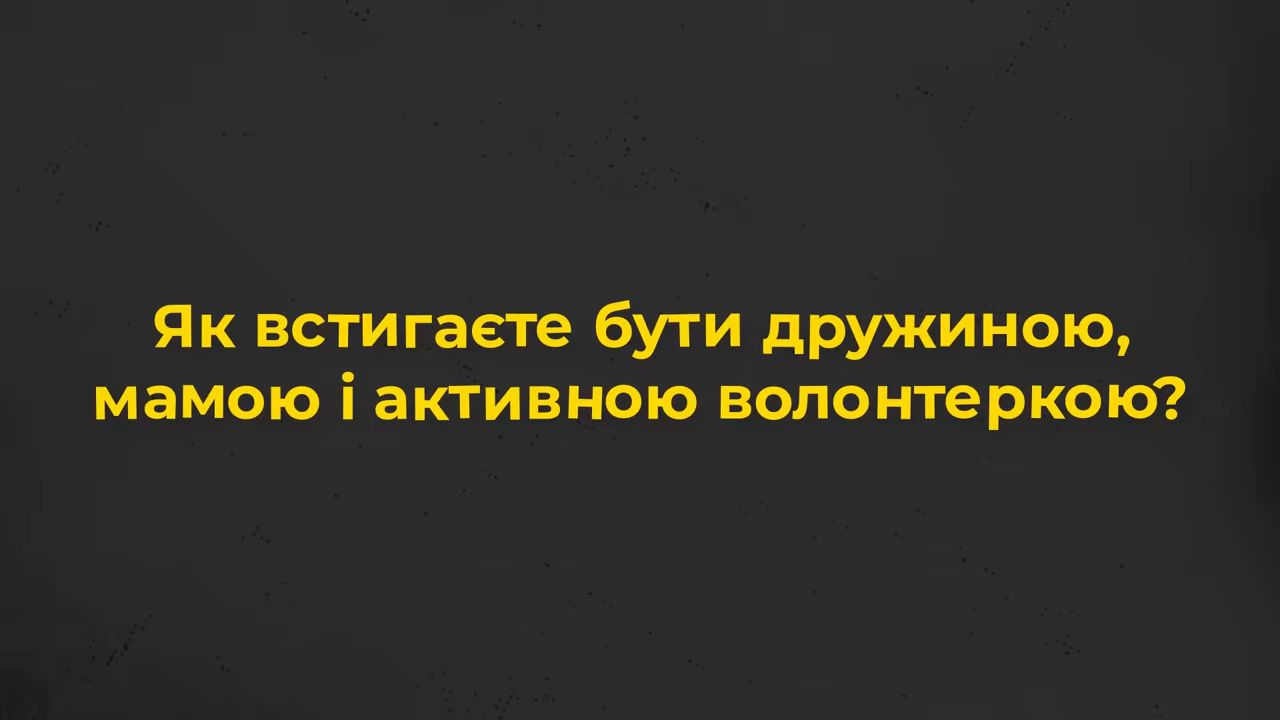 Як встигаєте бути дружиною,
мамою і активною волонтеркою?